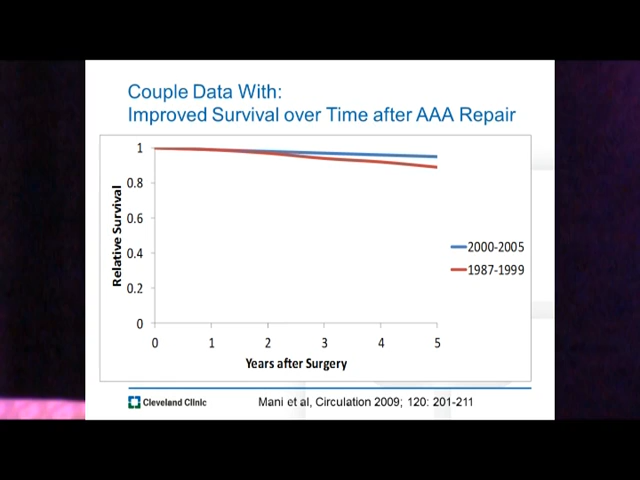 Couple Data With:
Improved Survival over Time after AAA Repair
1
0.8
0.6
0.4
0.2
0
Relative Survival
0 1 2 3 4 5
Years after Surgery
2000-2005
1987-1999
Cleveland Clinic
Mani et al, Circulation 2009; 120: 201-211